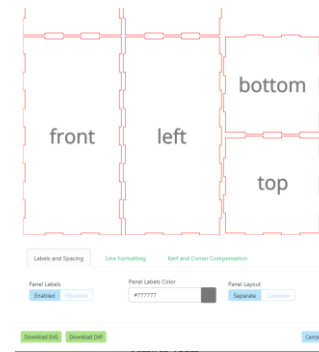 bottom
front
left
top
Labels and Spacing
Line Formatting
Kerf and Corner Compensation
Panel Labels
Panel Labels Color
Panel Layout
Enabled
Disabled
#777777
Separate
Combine
Download SVG
Download DXF
Cance